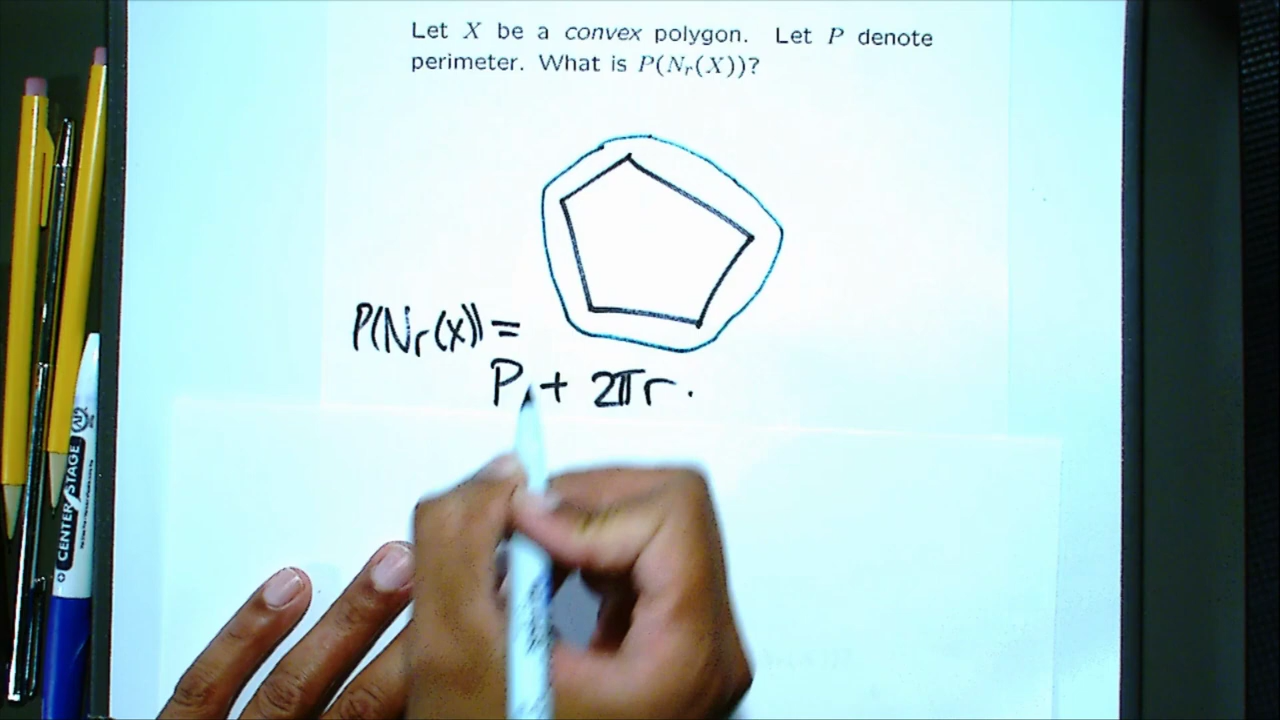 Let X be a convex polygon. Let P denote
perimeter. What is P(Nr(X))?
P(Nr(x)) =
P + 2πr.
CENTER STAGE